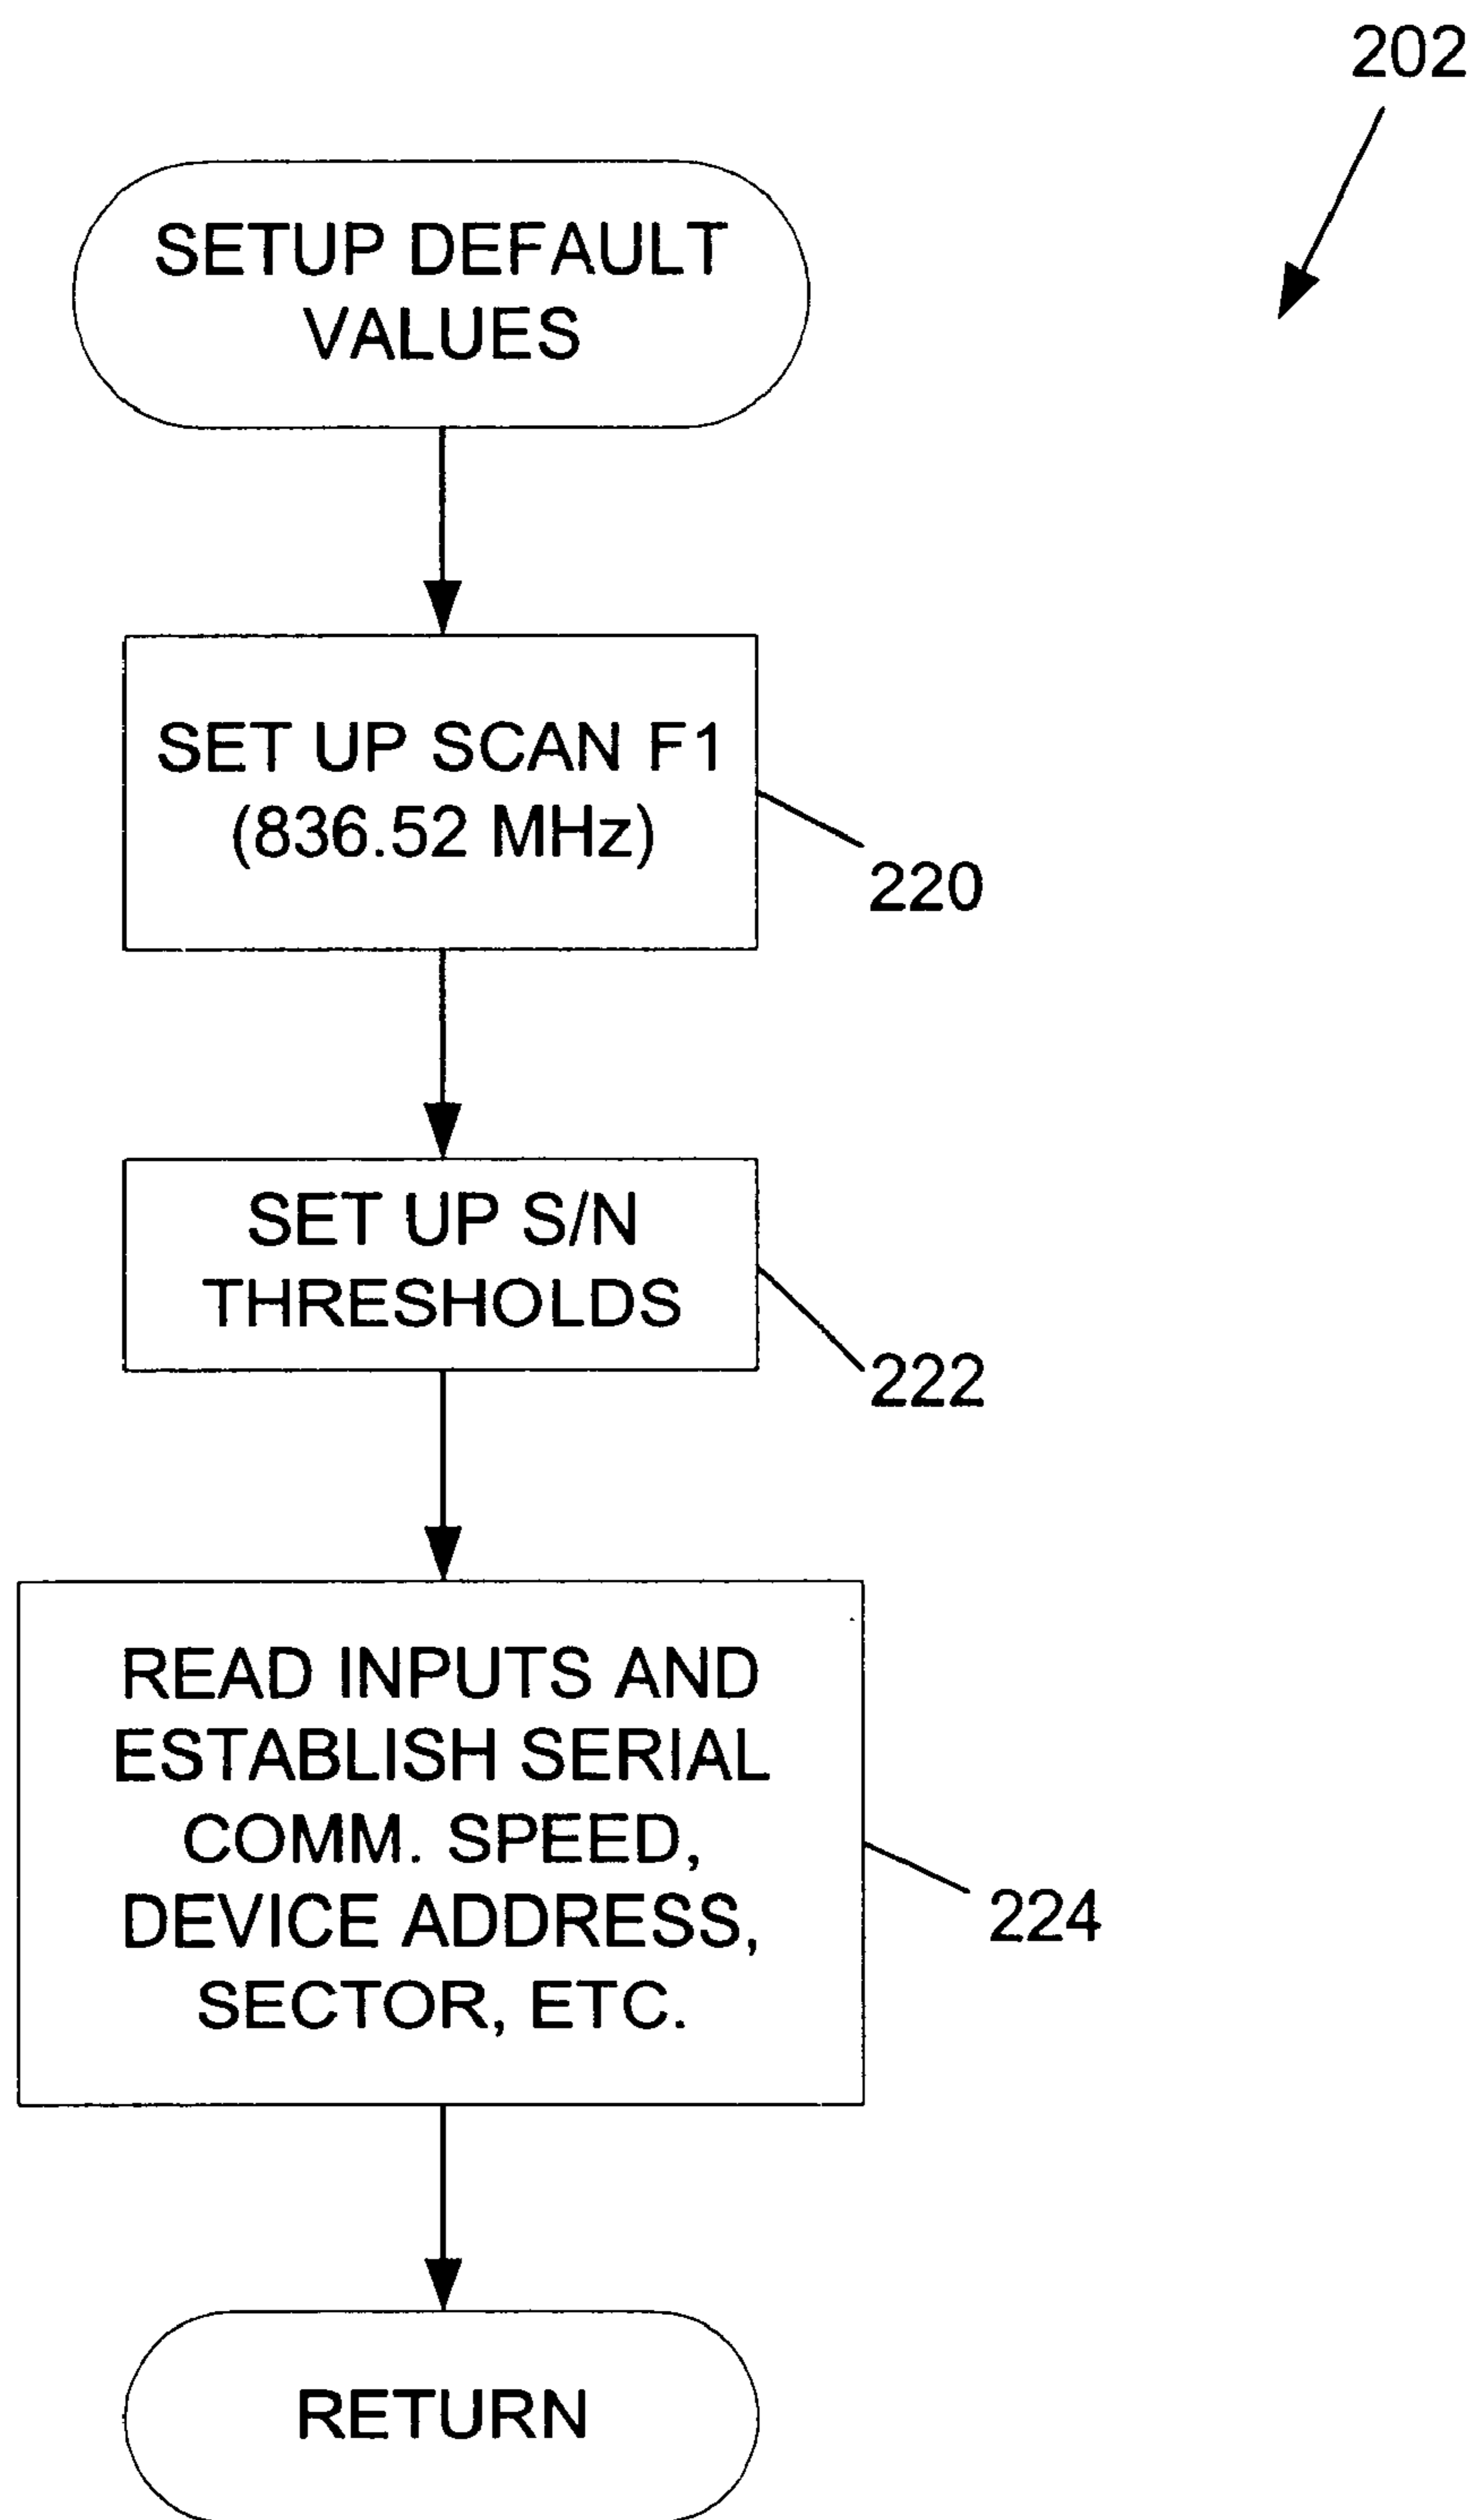 202
SETUP DEFAULT
VALUES
SET UP SCAN F1
(836.52 MHz)
220
SET UP S/N
THRESHOLDS
222
READ INPUTS AND
ESTABLISH SERIAL
COMM. SPEED,
DEVICE ADDRESS,
SECTOR, ETC.
224
RETURN